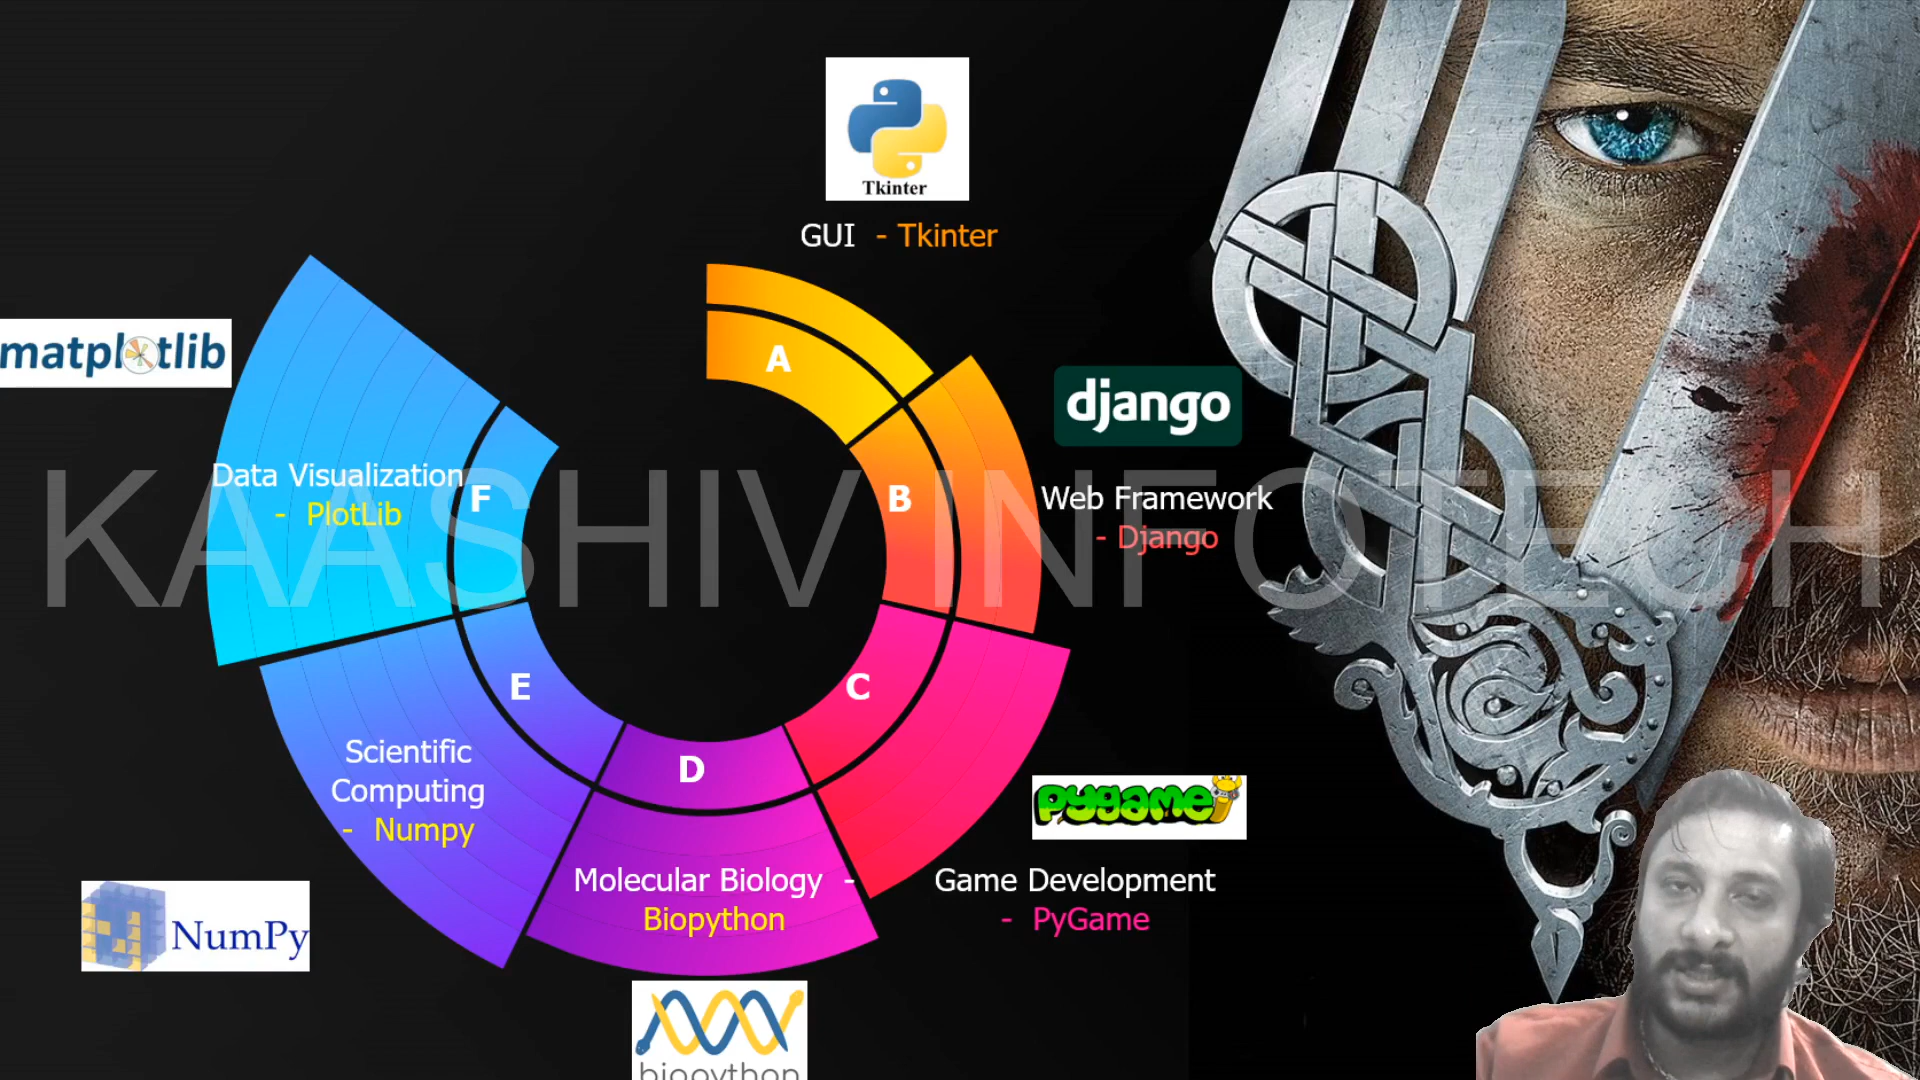 Tkinter
GUI - Tkinter
A
django
B
Web Framework
- Django
C
pygame
Game Development
- PyGame
D
Molecular Biology -
Biopython
biopython
E
Scientific
Computing
- Numpy
NumPy
F
Data Visualization
- PlotLib
matplotlib
KAASHIV INFOTECH